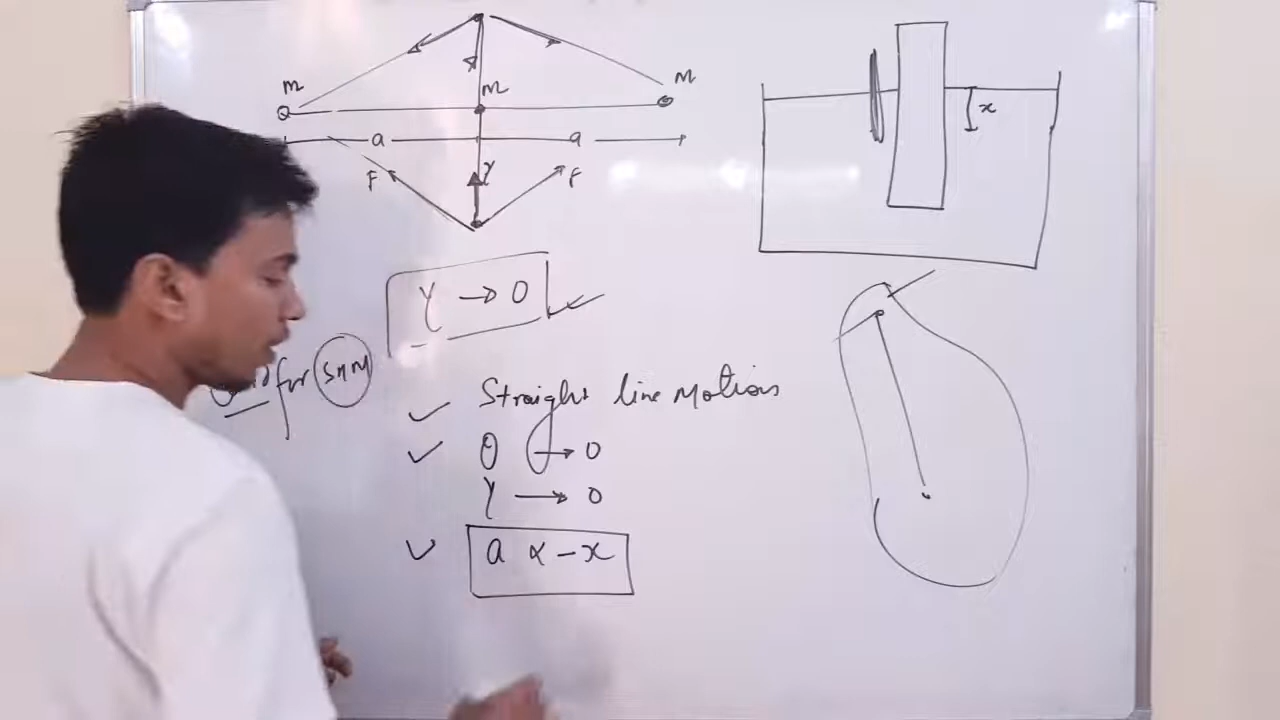 M
M
M
a
a
F
Y
F
x
Y → 0
for SHM
Straight line Motion
θ → 0
Y → 0
a α - x